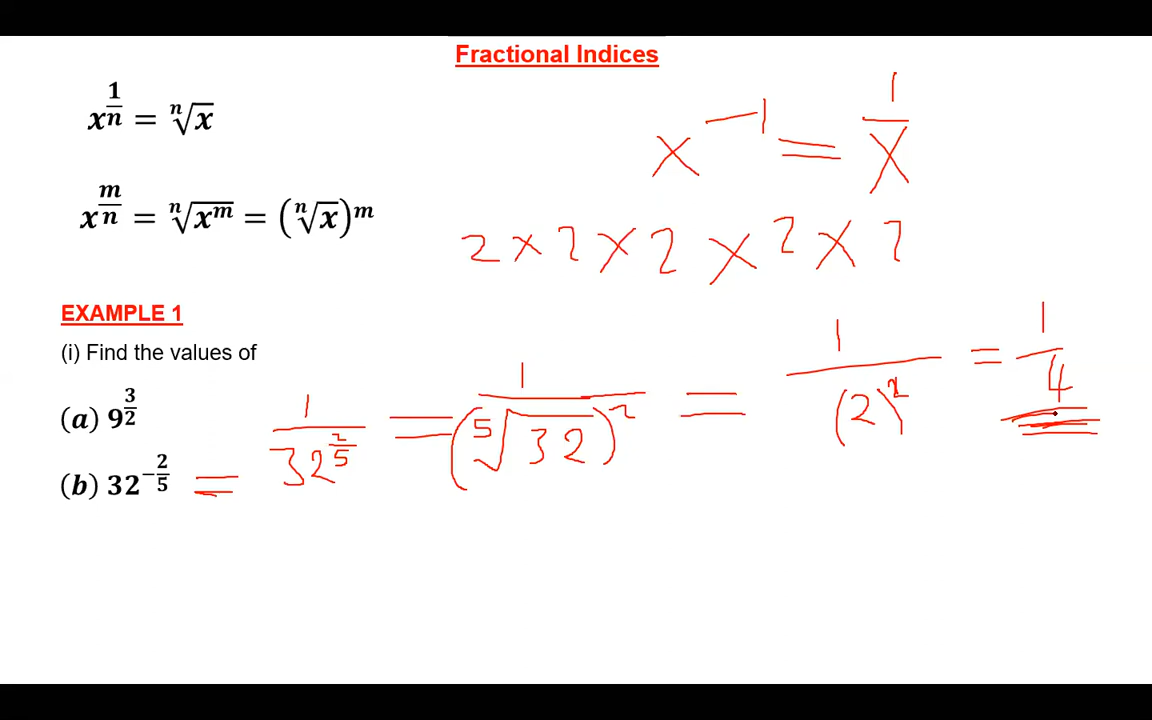 Fractional Indices
x^(1/n) = ⁿ√x
x⁻¹ = 1/x
x^(m/n) = ⁿ√(x^m) = (ⁿ√x)^m
2 × 2 × 2 × 2 × 2
EXAMPLE 1
(i) Find the values of
(a) 9^(3/2)
(b) 32^(-2/5) = 1/32^(2/5) = 1/(⁵√32)² = 1/(2)² = 1/4